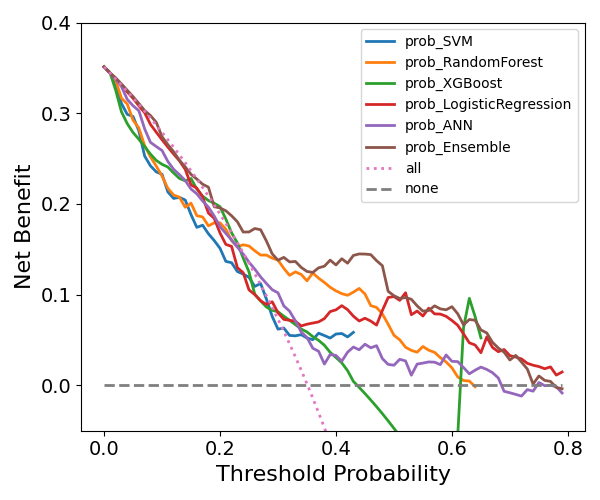 0.4
0.3
0.2
0.1
0.0
Net Benefit
prob_SVM
prob_RandomForest
prob_XGBoost
prob_LogisticRegression
prob_ANN
prob_Ensemble
all
none
0.0 0.2 0.4 0.6 0.8
Threshold Probability